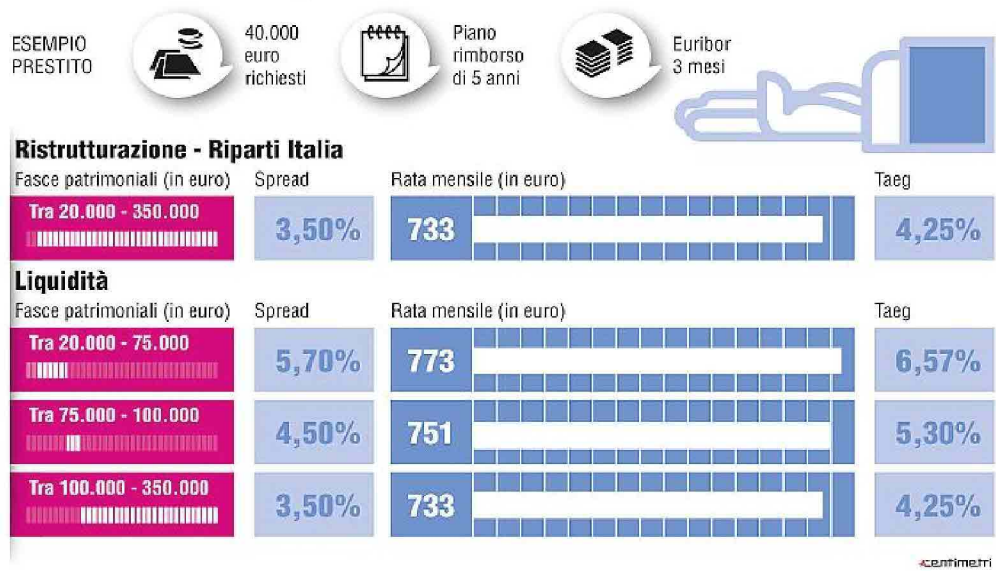 ESEMPIO
PRESTITO
40.000
euro
richiesti
Piano
rimborso
di 5 anni
Euribor
3 mesi
Ristrutturazione - Riparti Italia
Fasce patrimoniali (in euro) Spread Rata mensile (in euro) Taeg
Tra 20.000 - 350.000
3,50% 733 4,25%
Liquidità
Fasce patrimoniali (in euro) Spread Rata mensile (in euro) Taeg
Tra 20.000 - 75.000
5,70% 773 6,57%
Tra 75.000 - 100.000
4,50% 751 5,30%
Tra 100.000 - 350.000
3,50% 733 4,25%
centimetri